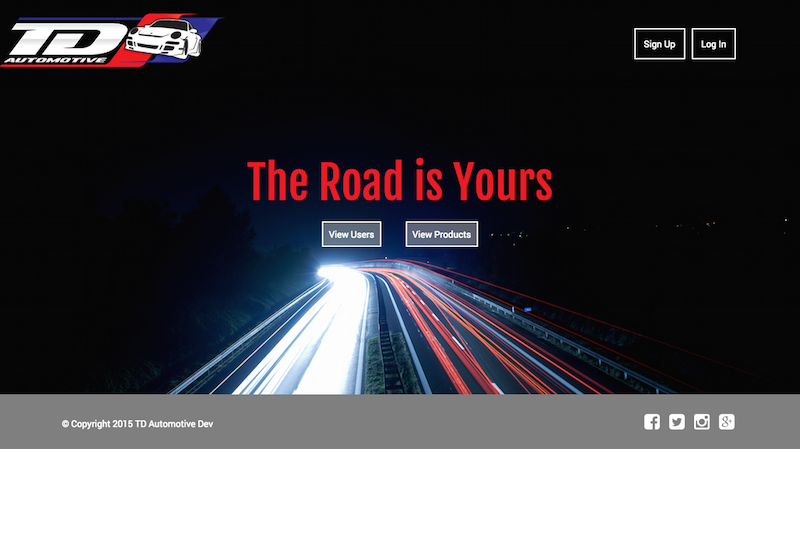 TD
AUTOMOTIVE
Sign Up
Log In
The Road is Yours
View Users
View Products
© Copyright 2015 TD Automotive Dev